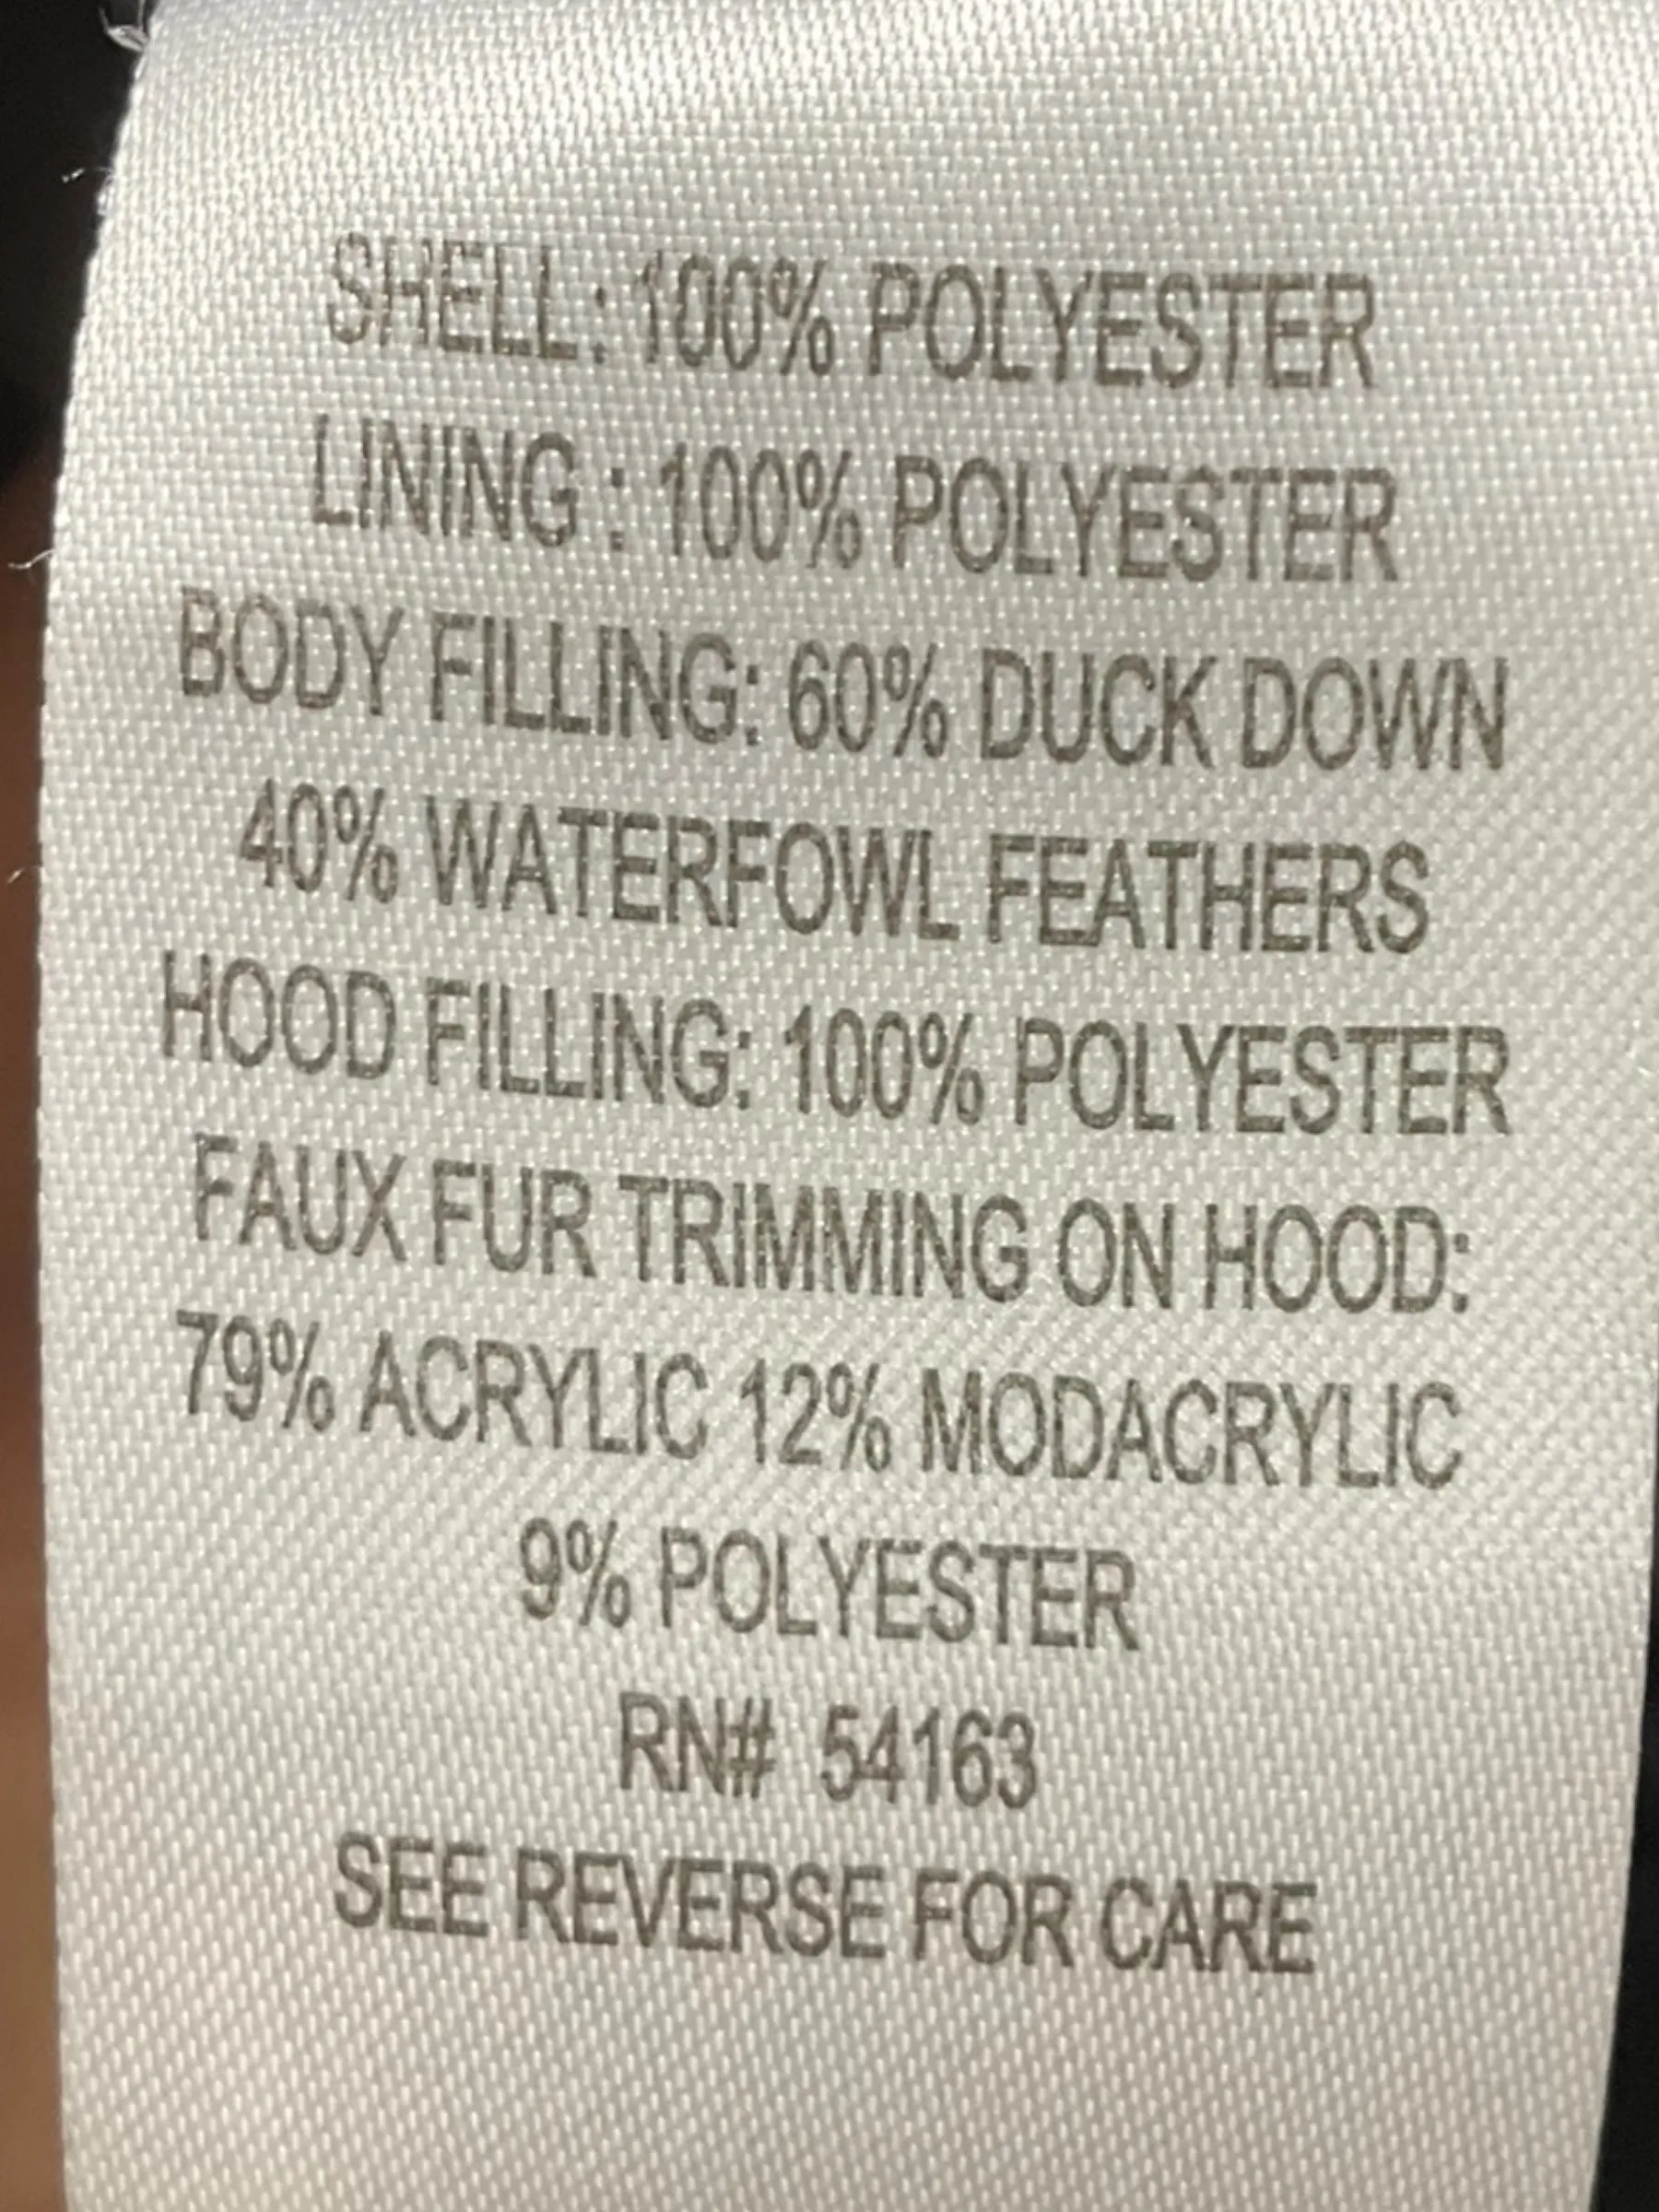 SHELL: 100% POLYESTER
LINING : 100% POLYESTER
BODY FILLING: 60% DUCK DOWN
40% WATERFOWL FEATHERS
HOOD FILLING: 100% POLYESTER
FAUX FUR TRIMMING ON HOOD:
79% ACRYLIC 12% MODACRYLIC
9% POLYESTER
RN# 54163
SEE REVERSE FOR CARE